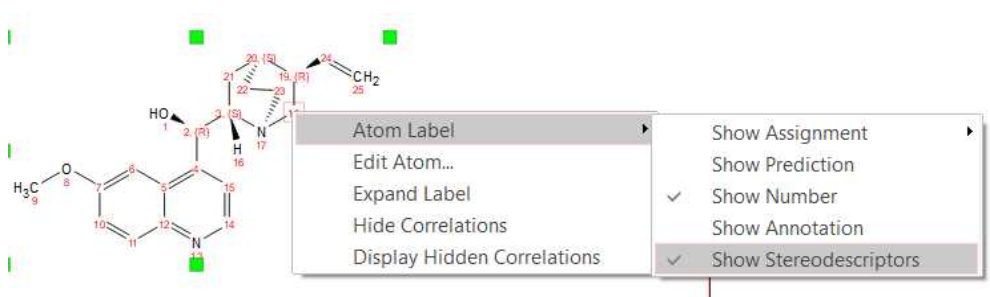 20, (S)
24
21
19, (R)
CH2
22
23
25
HO
3, (S)
1
2, (R)
N
17
H
16
O
4
8
7
6
5
15
H3C
9
10
12
14
11
N
13
Atom Label
Edit Atom...
Expand Label
Hide Correlations
Display Hidden Correlations
Show Assignment
Show Prediction
Show Number
Show Annotation
Show Stereodescriptors